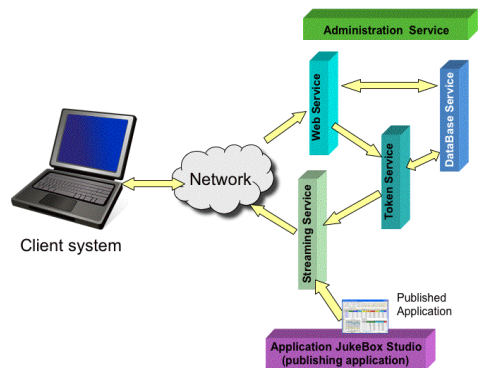 Administration Service
Web Service
DataBase Service
Network
Token Service
Client system
Streaming Service
Published
Application
Application JukeBox Studio
(publishing application)